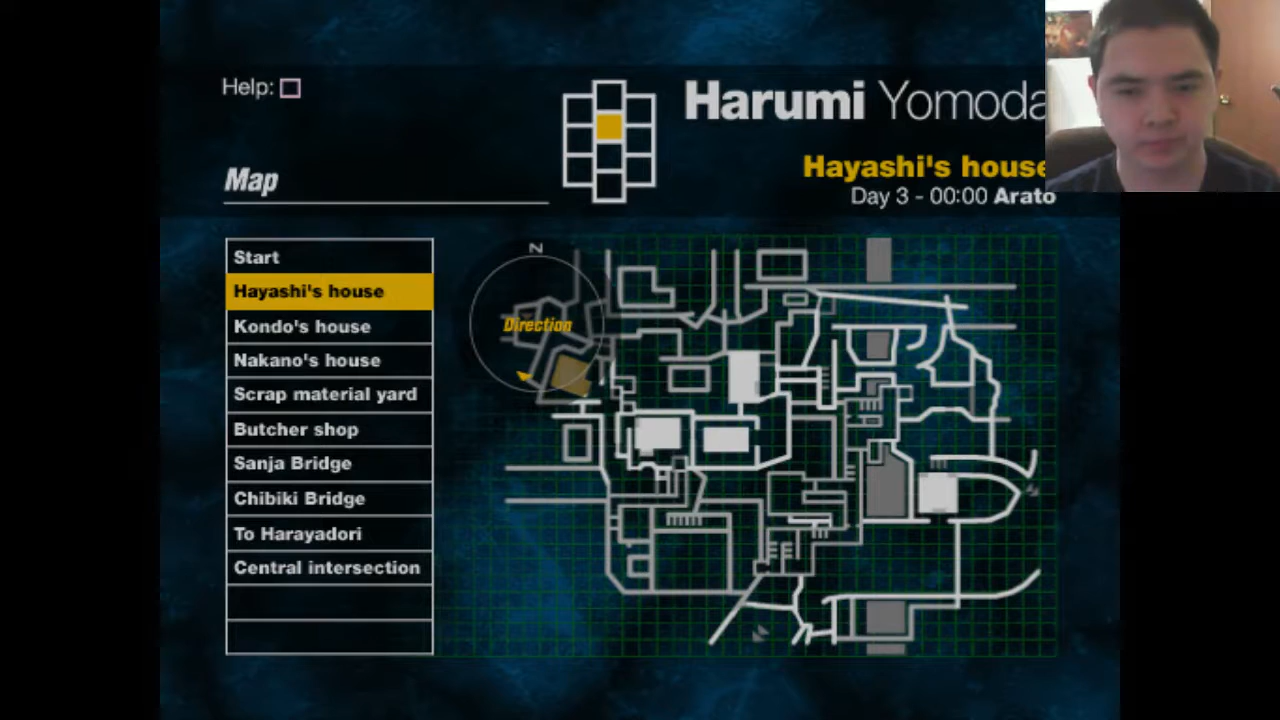 Help:
Harumi Yomoda
Hayashi's house
Day 3 - 00:00 Arato
Map
Start
Hayashi's house
Kondo's house
Nakano's house
Scrap material yard
Butcher shop
Sanja Bridge
Chibiki Bridge
To Harayadori
Central intersection
N
Direction